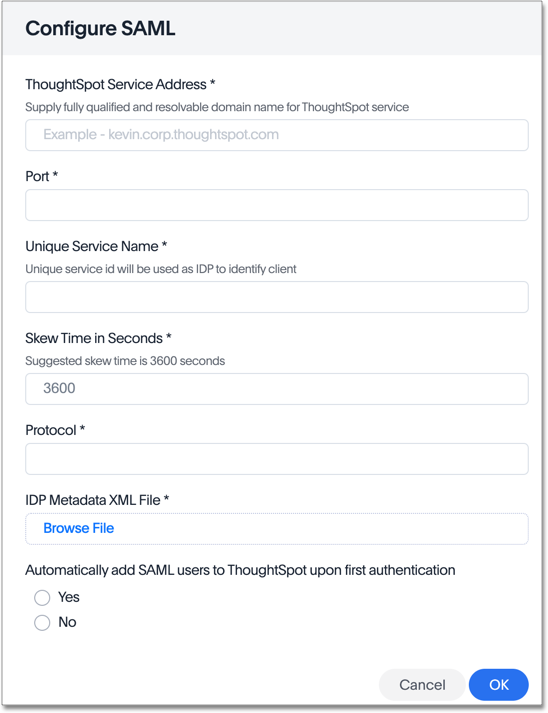 Configure SAML
ThoughtSpot Service Address *
Supply fully qualified and resolvable domain name for ThoughtSpot service
Example - kevin.corp.thoughtspot.com
Port *
Unique Service Name *
Unique service id will be used as IDP to identify client
Skew Time in Seconds *
Suggested skew time is 3600 seconds
3600
Protocol *
IDP Metadata XML File *
Browse File
Automatically add SAML users to ThoughtSpot upon first authentication
Yes
No
Cancel OK